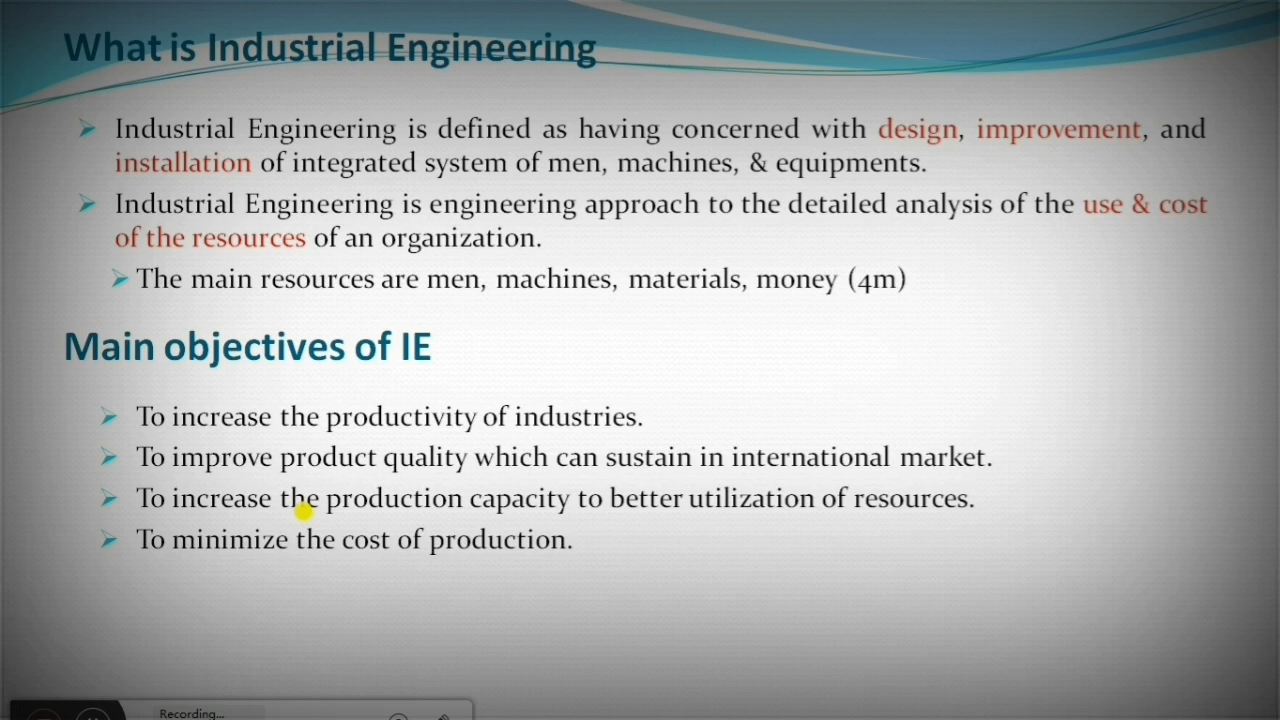 What is Industrial Engineering
Industrial Engineering is defined as having concerned with design, improvement, and
installation of integrated system of men, machines, & equipments.
Industrial Engineering is engineering approach to the detailed analysis of the use & cost
of the resources of an organization.
The main resources are men, machines, materials, money (4m)
Main objectives of IE
To increase the productivity of industries.
To improve product quality which can sustain in international market.
To increase the production capacity to better utilization of resources.
To minimize the cost of production.
Recording...